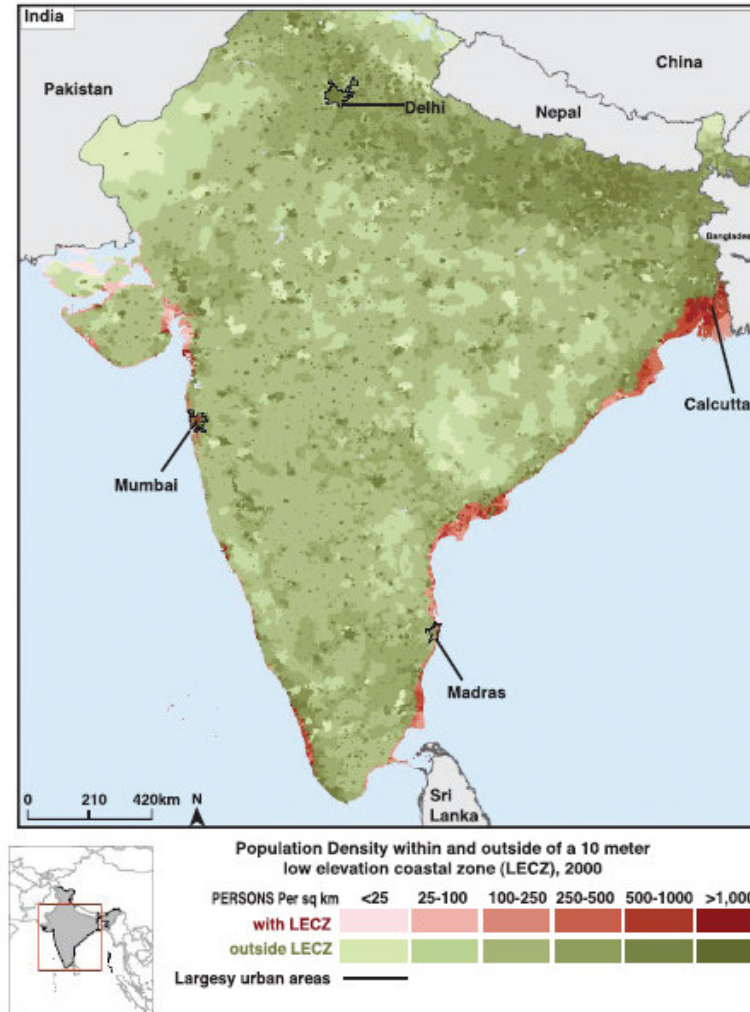 India
China
Pakistan
Delhi
Nepal
Banglades
Calcutta
Mumbai
Madras
0 210 420km N
Sri
Lanka
Population Density within and outside of a 10 meter
low elevation coastal zone (LECZ), 2000
PERSONS Per sq km <25 25-100 100-250 250-500 500-1000 >1,000
with LECZ
outside LECZ
Largesy urban areas